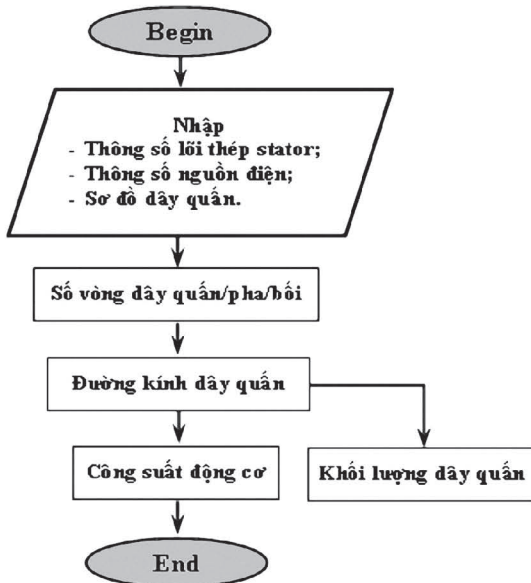 Begin
Nhập
- Thông số lõi thép stator;
- Thông số nguồn điện;
- Sơ đồ dây quấn.
Số vòng dây quấn/pha/bối
Đường kính dây quấn
Công suất động cơ
Khối lượng dây quấn
End